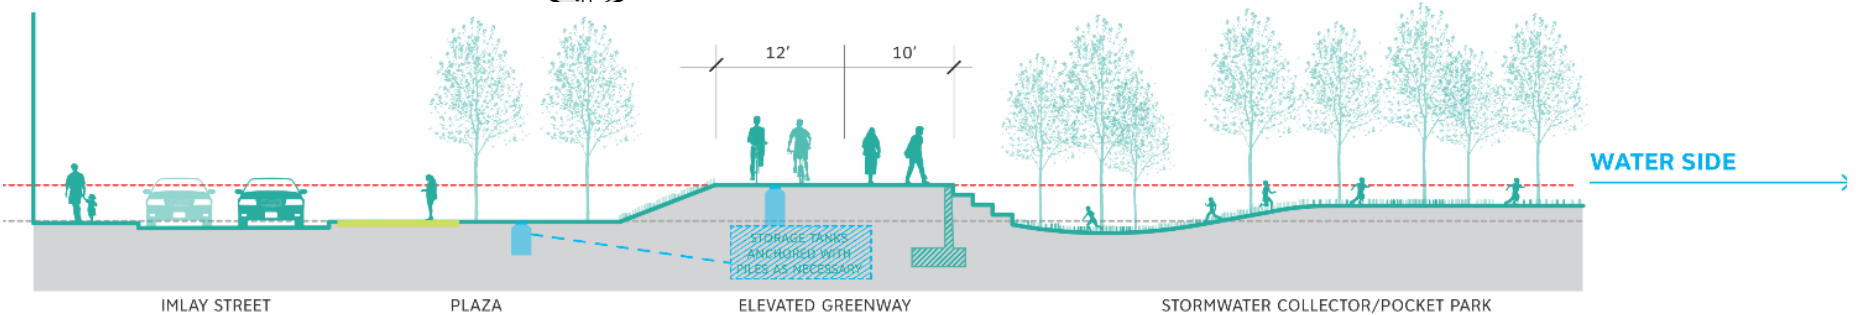 12’
10’
WATER SIDE
STORAGE TANKS
ANCHORED WITH
PILES AS NECESSARY
IMLAY STREET
PLAZA
ELEVATED GREENWAY
STORMWATER COLLECTOR/POCKET PARK